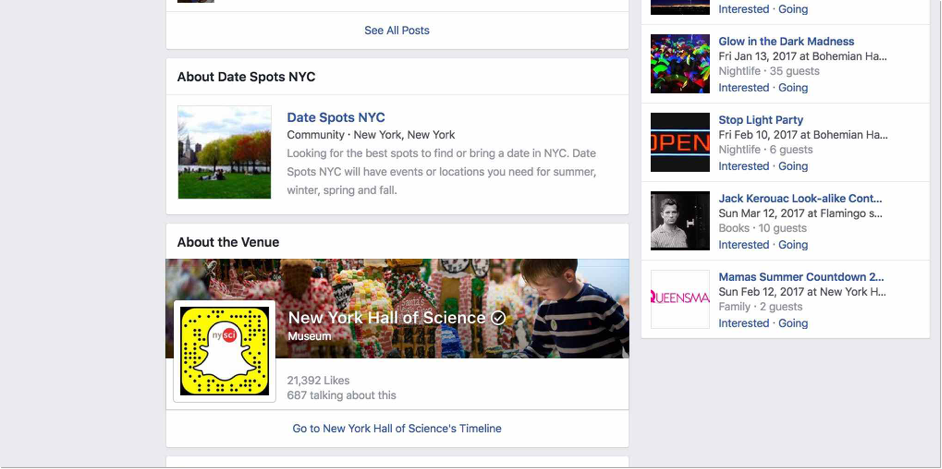 See All Posts
About Date Spots NYC
Date Spots NYC
Community · New York, New York
Looking for the best spots to find or bring a date in NYC. Date
Spots NYC will have events or locations you need for summer,
winter, spring and fall.
About the Venue
New York Hall of Science
Museum
nysci
21,392 Likes
687 talking about this
Go to New York Hall of Science's Timeline
Interested · Going
Glow in the Dark Madness
Fri Jan 13, 2017 at Bohemian Ha...
Nightlife · 35 guests
Interested · Going
OPEN
Stop Light Party
Fri Feb 10, 2017 at Bohemian Ha...
Nightlife · 6 guests
Interested · Going
Jack Kerouac Look-alike Cont...
Sun Mar 12, 2017 at Flamingo s...
Books · 10 guests
Interested · Going
QUEENSMA
Mamas Summer Countdown 2...
Sun Feb 12, 2017 at New York H...
Family · 2 guests
Interested · Going